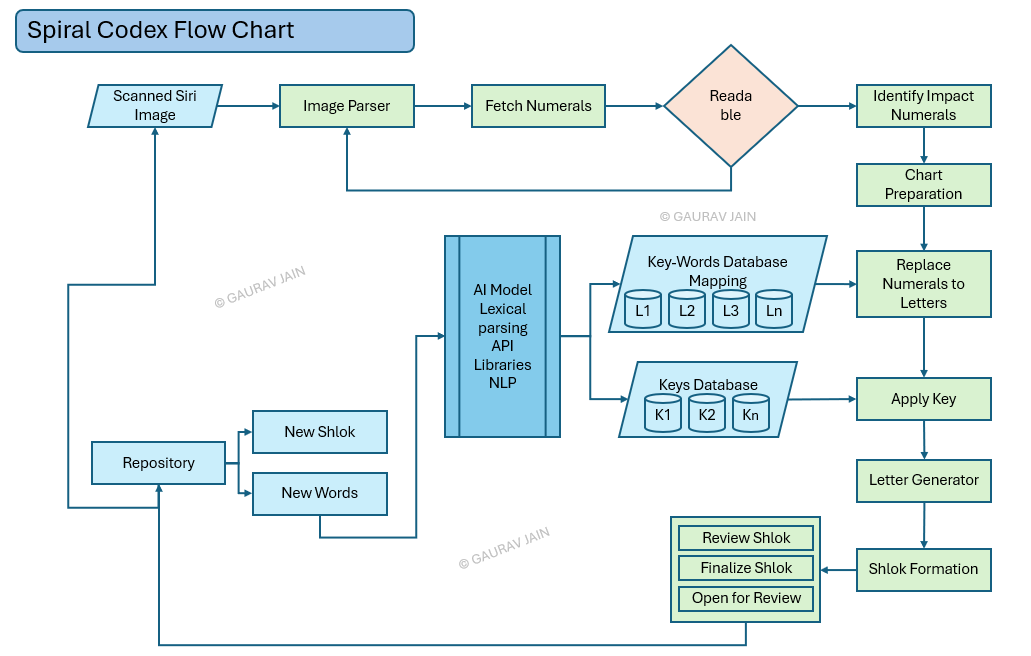 Spiral Codex Flow Chart
Scanned Siri
Image
Image Parser
Fetch Numerals
Reada
ble
Identify Impact
Numerals
Chart
Preparation
© GAURAV JAIN
Key-Words Database
Mapping
L1
L2
L3
Ln
Replace
Numerals to
Letters
© GAURAV JAIN
AI Model
Lexical
parsing
API
Libraries
NLP
Keys Database
K1
K2
Kn
Apply Key
New Shlok
Repository
New Words
Letter Generator
© GAURAV JAIN
Review Shlok
Finalize Shlok
Open for Review
Shlok Formation